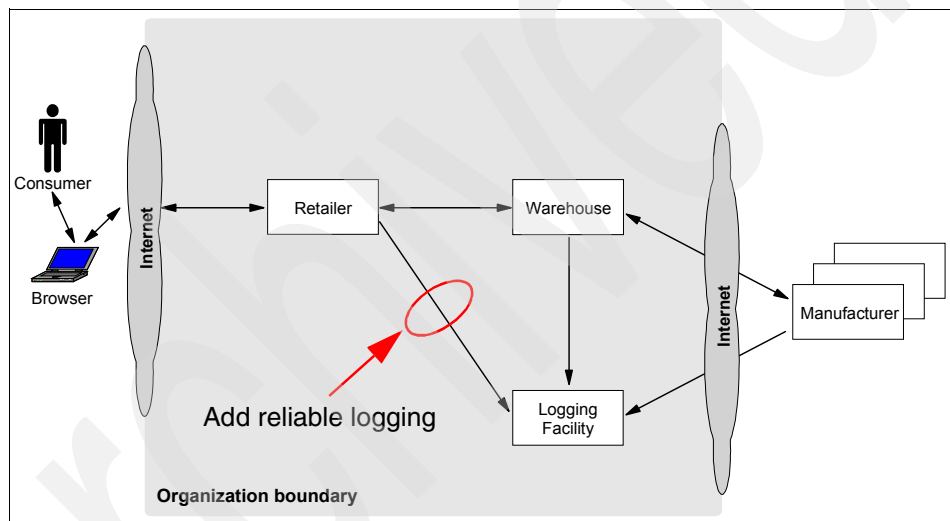 Consumer
Browser
Internet
Retailer
Warehouse
Internet
Manufacturer
Add reliable logging
Logging
Facility
Organization boundary